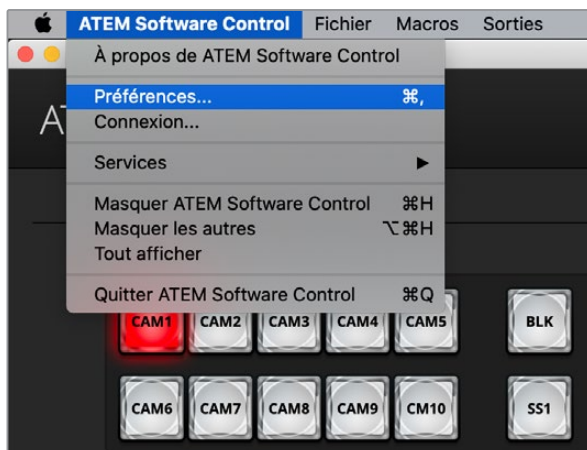 ATEM Software Control Fichier Macros Sorties
À propos de ATEM Software Control
Préférences... ⌘,
AT
Connexion...
Services ▶
Masquer ATEM Software Control ⌘H
Masquer les autres ⌥⌘H
Tout afficher
Quitter ATEM Software Control ⌘Q
CAM1 CAM2 CAM3 CAM4 CAM5 BLK
CAM6 CAM7 CAM8 CAM9 CM10 SS1